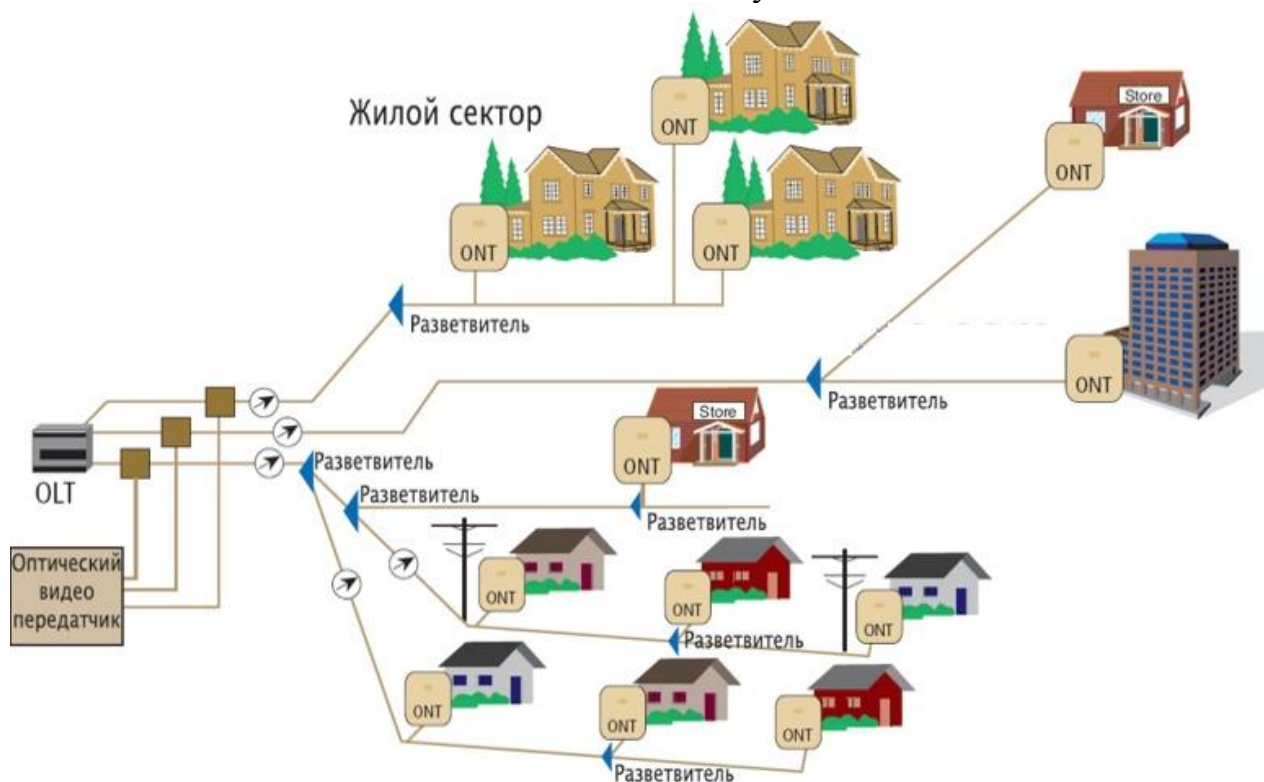 Жилой сектор
ONT
Store
ONT
ONT
ONT
Разветвитель
ONT
Разветвитель
Store
ONT
OLT
Разветвитель
Разветвитель
Разветвитель
Оптический
видео
передатчик
ONT
ONT
ONT
Разветвитель
ONT
ONT
ONT
Разветвитель